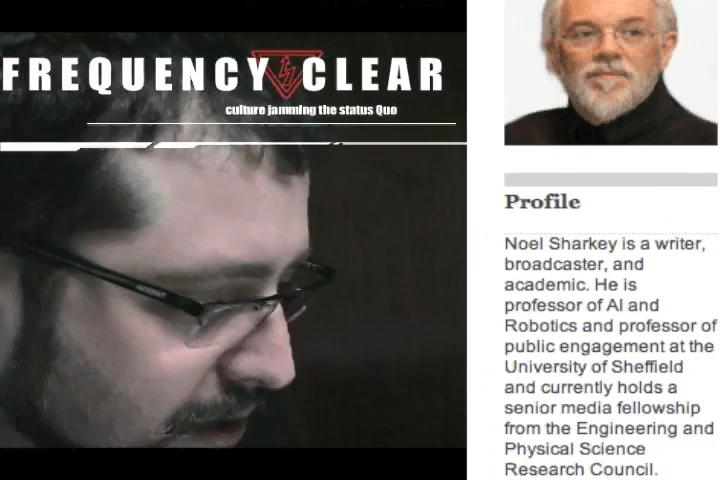 FREQUENCY CLEAR
culture jamming the status Quo
Profile
Noel Sharkey is a writer,
broadcaster, and
academic. He is
professor of AI and
Robotics and professor of
public engagement at the
University of Sheffield
and currently holds a
senior media fellowship
from the Engineering and
Physical Science
Research Council.